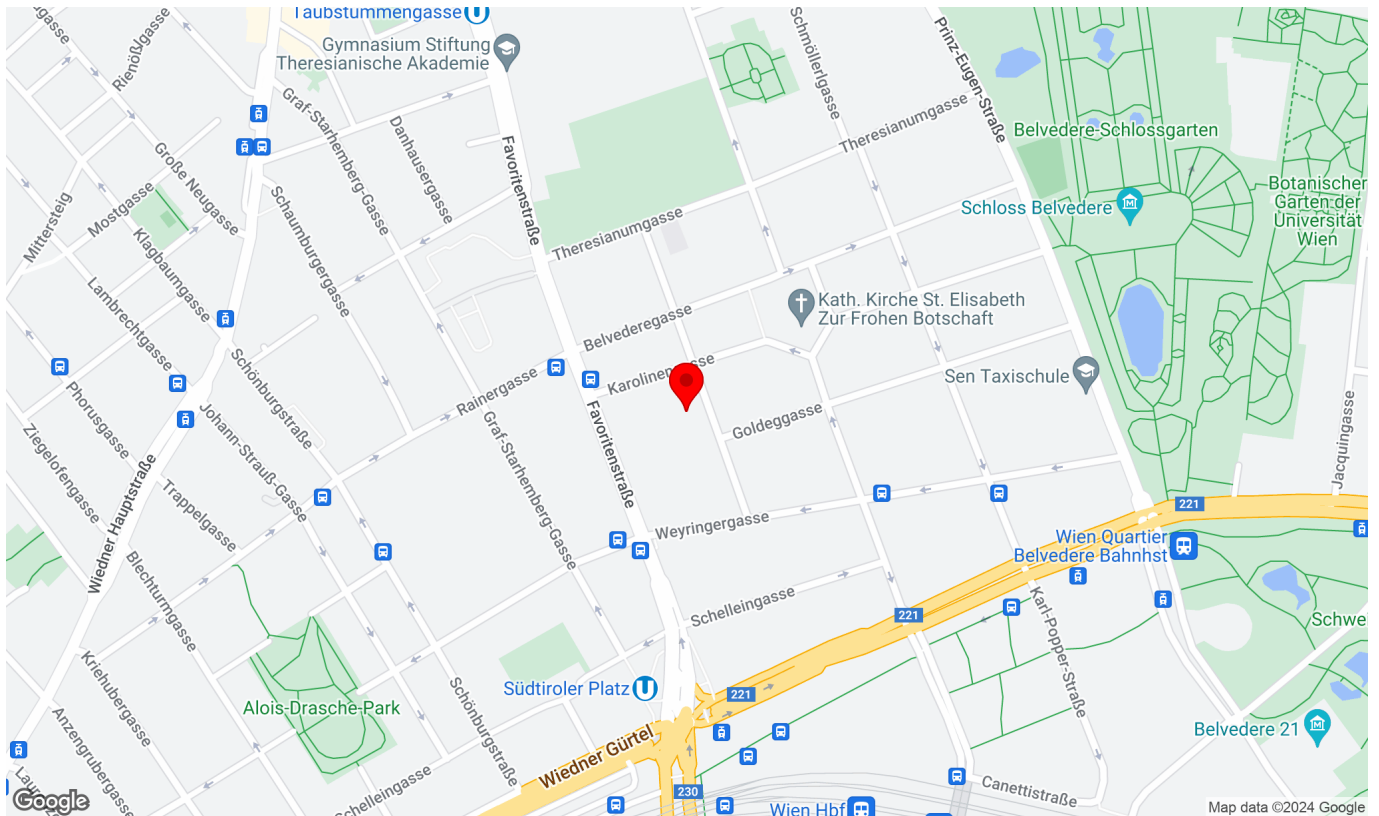 Taubstummengasse
U
Gymnasium Stiftung
Theresianische Akademie
Rienößlgasse
Schmöllerlgasse
Prinz-Eugen-Straße
Graf-Starhemberg-Gasse
Danhausergasse
Favoritenstraße
Theresianumgasse
Belvedere-Schlossgarten
Große Neugasse
Mostgasse
Mittersteig
Schaumburgergasse
Botanischer
Garten der
Universität
Wien
Schloss Belvedere
Theresianumgasse
Klagbaumgasse
Lambrechtgasse
Kath. Kirche St. Elisabeth
Zur Frohen Botschaft
Belvederegasse
Karolinengasse
Rainergasse
Schönburgstraße
Sen Taxischule
Phorusgasse
Johann-Strauß-Gasse
Graf-Starhemberg-Gasse
Favoritenstraße
Goldeggasse
Jacquingasse
Ziegelofengasse
Wiedner Hauptstraße
Trappelgasse
Weyringergasse
221
Wien Quartier
Belvedere Bahnhst
Blechturmgasse
Schelleingasse
221
Karl-Popper-Straße
Kriehubergasse
Alois-Drasche-Park
Schönburgstraße
Südtiroler Platz
U
221
Belvedere 21
Anzengrubergasse
Wiedner Gürtel
Schelleingasse
230
Canettistraße
Wien Hbf
Google
Map data ©2024 Google